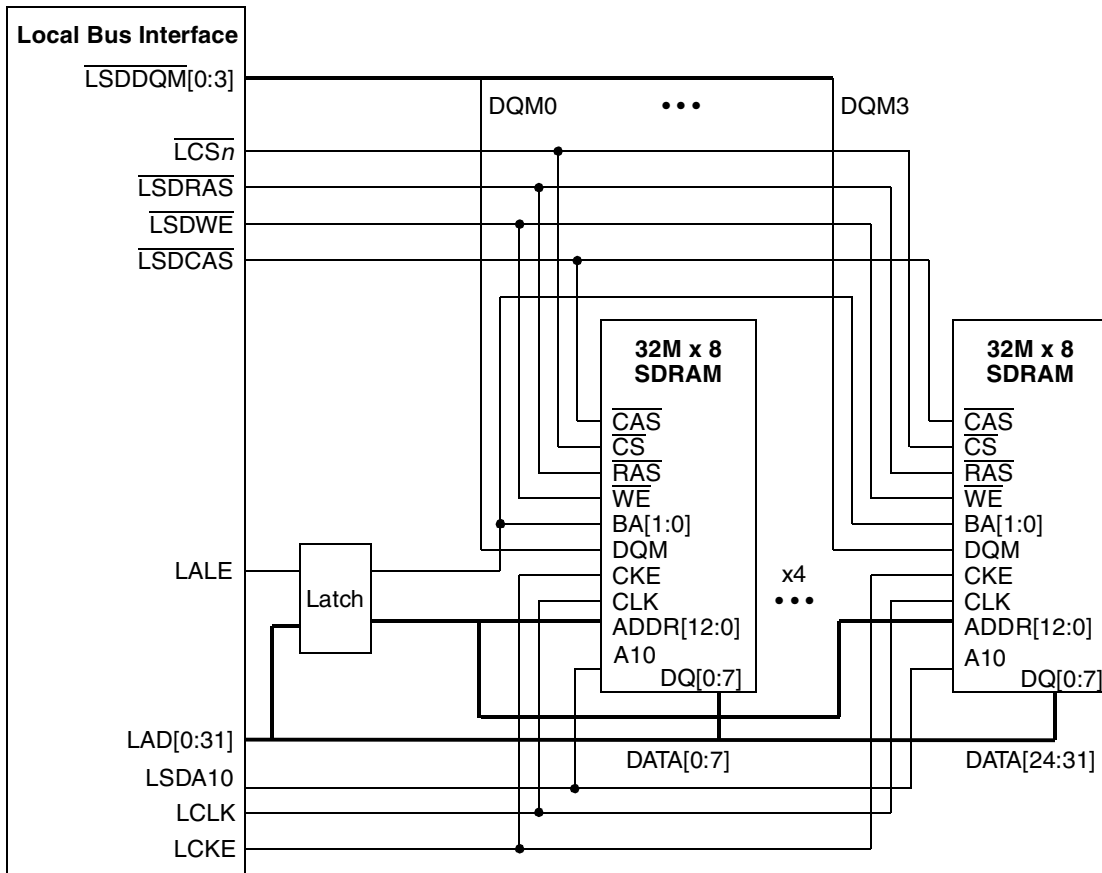 Local Bus Interface
LSDDQM[0:3]
DQM0
DQM3
LCSn
LSDRAS
LSDWE
LSDCAS
32M x 8
SDRAM
CAS
CS
RAS
WE
BA[1:0]
DQM
CKE
CLK
ADDR[12:0]
A10
DQ[0:7]
x4
32M x 8
SDRAM
CAS
CS
RAS
WE
BA[1:0]
DQM
CKE
CLK
ADDR[12:0]
A10
DQ[0:7]
LALE
Latch
LAD[0:31]
DATA[0:7]
DATA[24:31]
LSDA10
LCLK
LCKE